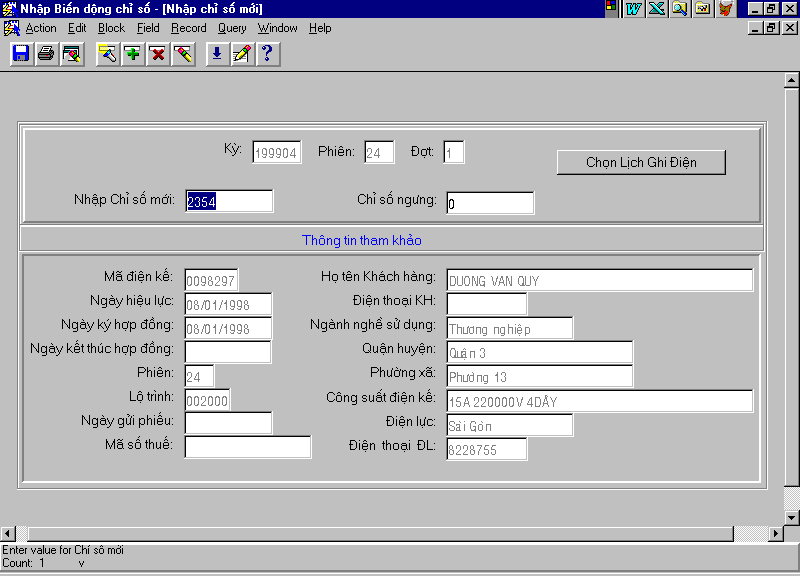 Nhập Biến động chỉ số - [Nhập chỉ số mới]
Action Edit Block Field Record Query Window Help
Kỳ: 199904 Phiên: 24 Đợt: 1
Chọn Lịch Ghi Điện
Nhập Chỉ số mới: 2354 Chỉ số ngưng: 0
Thông tin tham khảo
Mã điện kế: 0098297 Họ tên Khách hàng: DUONG VAN QUY
Ngày hiệu lực: 08/01/1998 Điện thoại KH:
Ngày ký hợp đồng: 08/01/1998 Ngành nghề sử dụng: Thương nghiệp
Ngày kết thúc hợp đồng: Quận huyện: Quận 3
Phiên: 24 Phường xã: Phường 13
Lộ trình: 002000 Công suất điện kế: 15A 220000V 4DÂY
Ngày gửi phiếu: Điện lực: Sài Gòn
Mã số thuế: Điện thoại ĐL: 8228755
Enter value for Chỉ sô mới
Count: 1 v